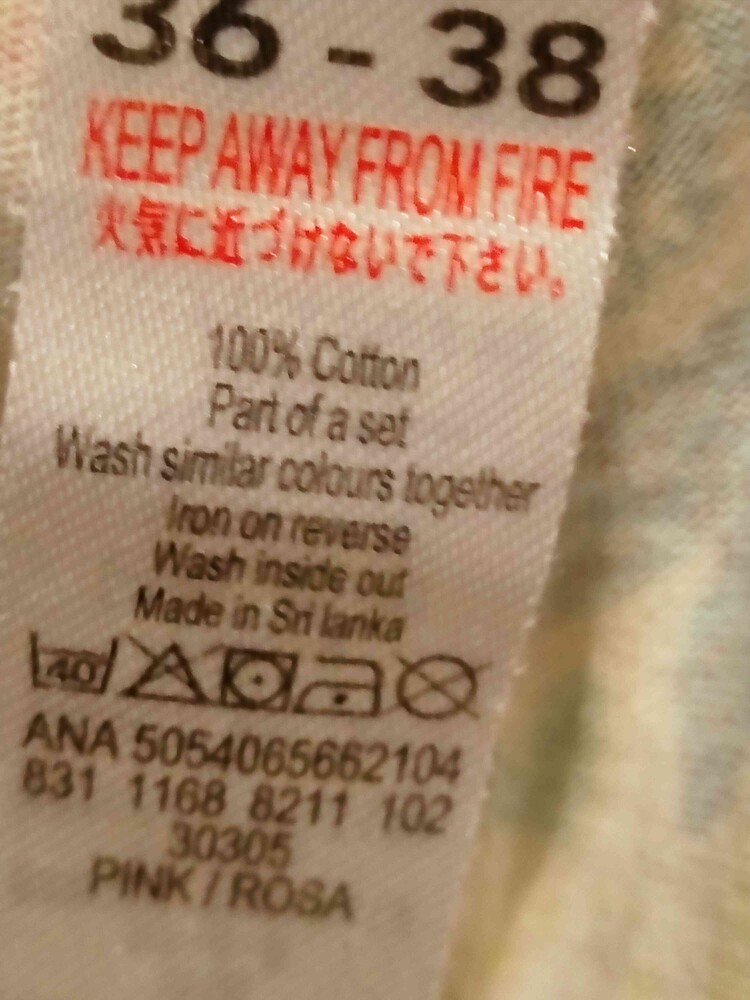 36 - 38
KEEP AWAY FROM FIRE
火気に近づけないで下さい。
100% Cotton
Part of a set
Wash similar colours together
Iron on reverse
Wash inside out
Made in Sri lanka
40
ANA 5054065662104
831 1168 8211 102
30305
PINK / ROSA